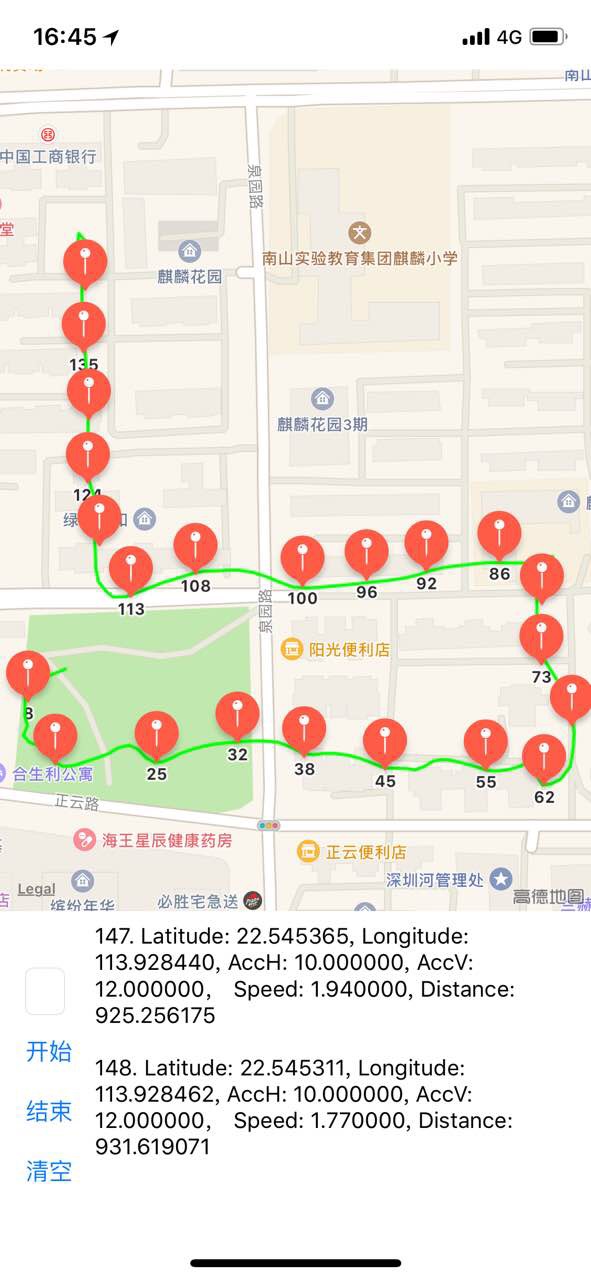 16:45
4G
南山
中国工商银行
泉园路
堂
南山实验教育集团麒麟小学
麒麟花园
135
麒麟花园3期
124
绿
和
86
92
96
100
108
113
泉园路
阳光便利店
73
8
32
38
25
45
55
62
合生利公寓
正云路
海王星辰健康药房
正云便利店
深圳河管理处
店
Legal
缤纷年华
必胜宅急送
高德地图
147. Latitude: 22.545365, Longitude:
113.928440, AccH: 10.000000, AccV:
12.000000, Speed: 1.940000, Distance:
925.256175
开始
148. Latitude: 22.545311, Longitude:
113.928462, AccH: 10.000000, AccV:
12.000000, Speed: 1.770000, Distance:
931.619071
结束
清空